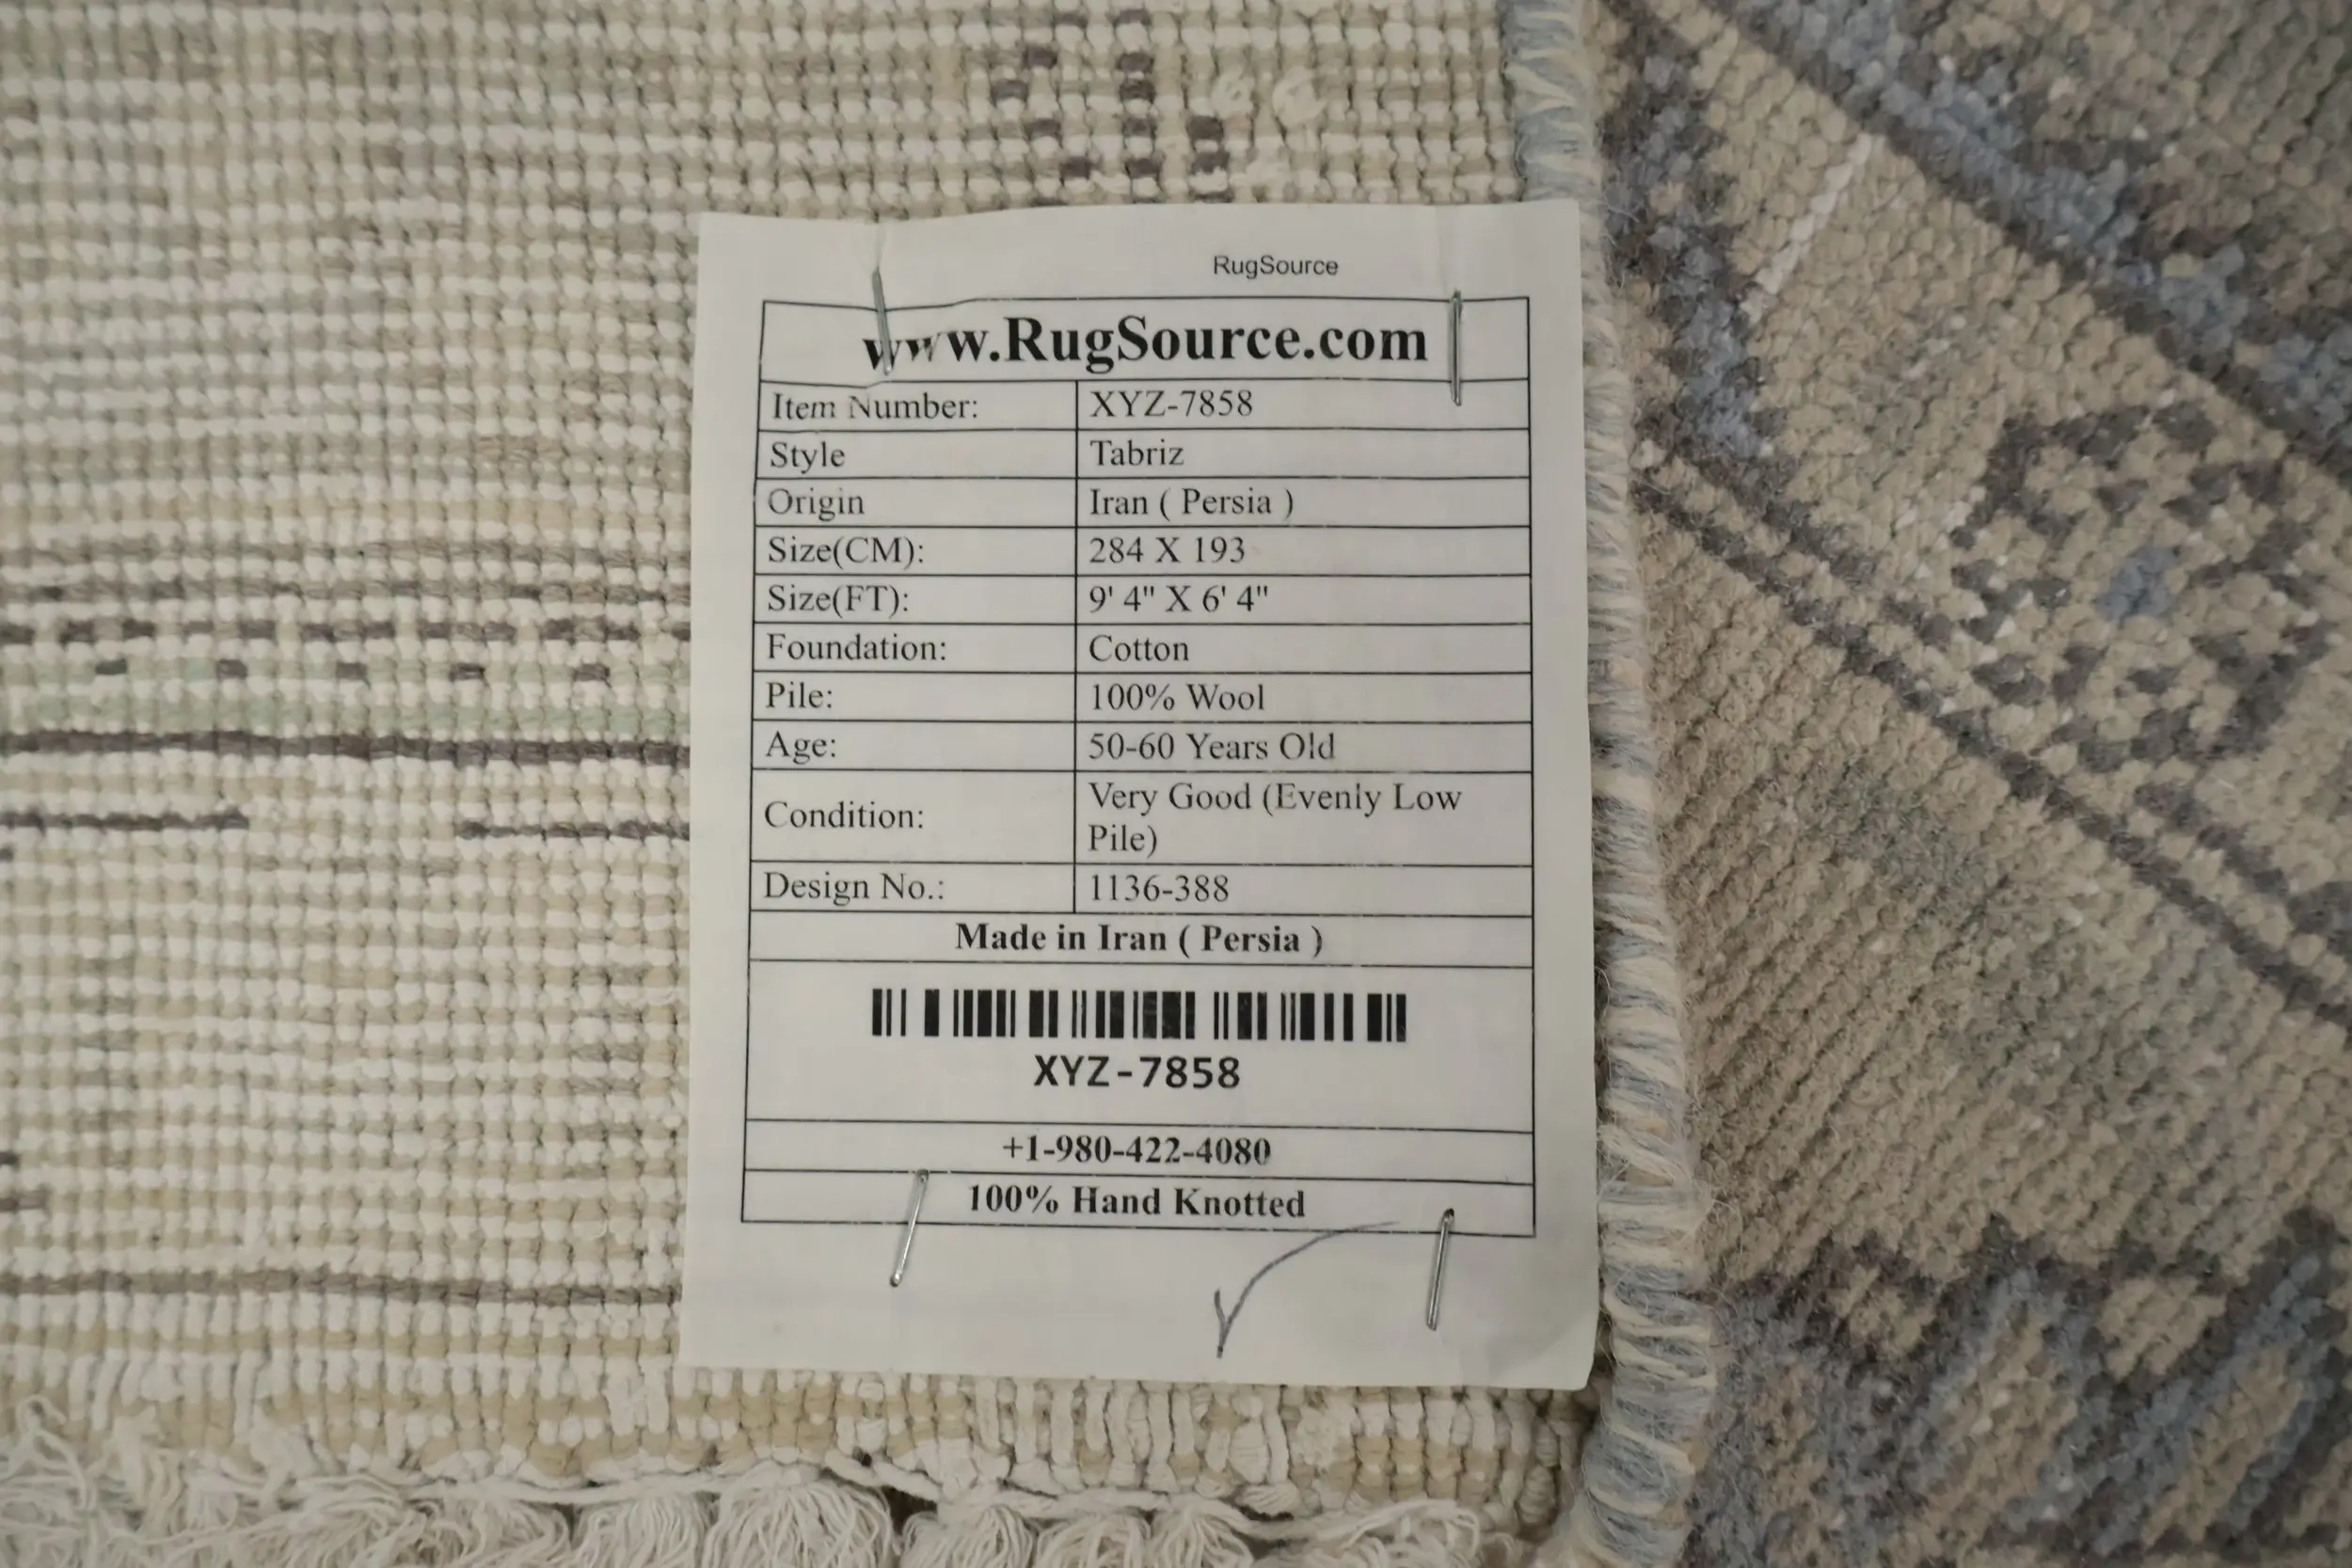 RugSource
www.RugSource.com
Item Number: XYZ-7858
Style Tabriz
Origin Iran ( Persia )
Size(CM): 284 X 193
Size(FT): 9' 4" X 6' 4"
Foundation: Cotton
Pile: 100% Wool
Age: 50-60 Years Old
Condition: Very Good (Evenly Low
Pile)
Design No.: 1136-388
Made in Iran ( Persia )
XYZ-7858
+1-980-422-4080
100% Hand Knotted